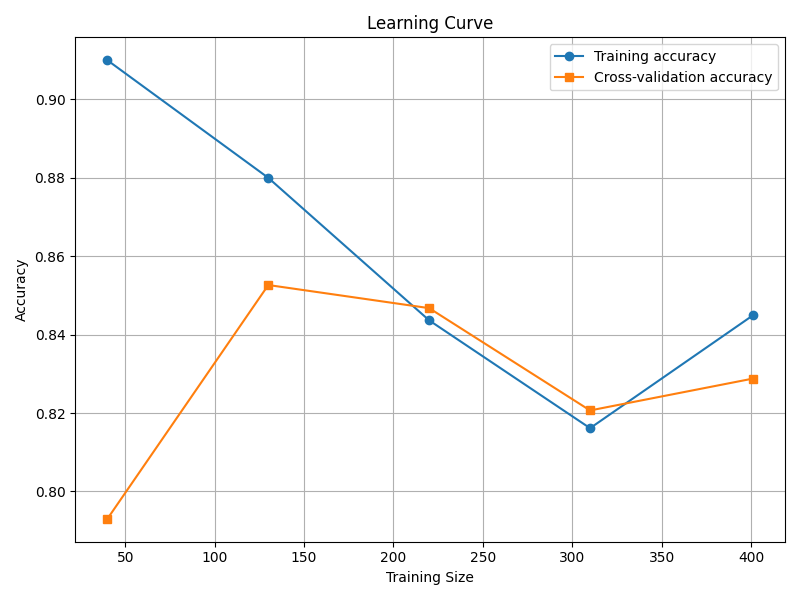 Learning Curve
Training accuracy
Cross-validation accuracy
0.90
0.88
0.86
0.84
0.82
0.80
Accuracy
50 100 150 200 250 300 350 400
Training Size